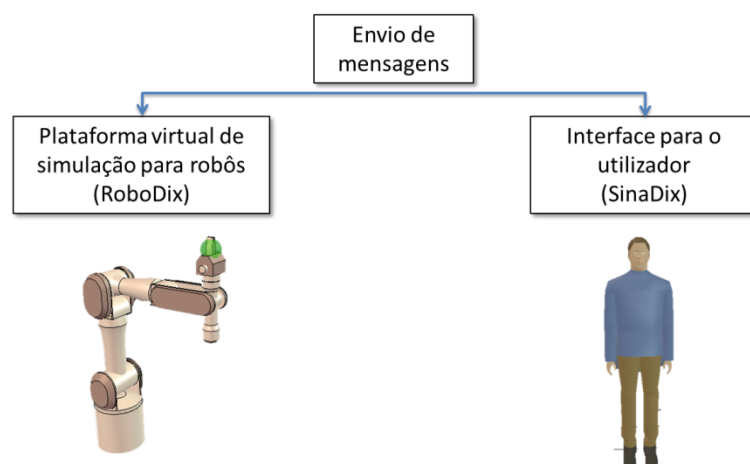 Envio de
mensagens
Plataforma virtual de
simulação para robôs
(RoboDix)
Interface para o
utilizador
(SinaDix)